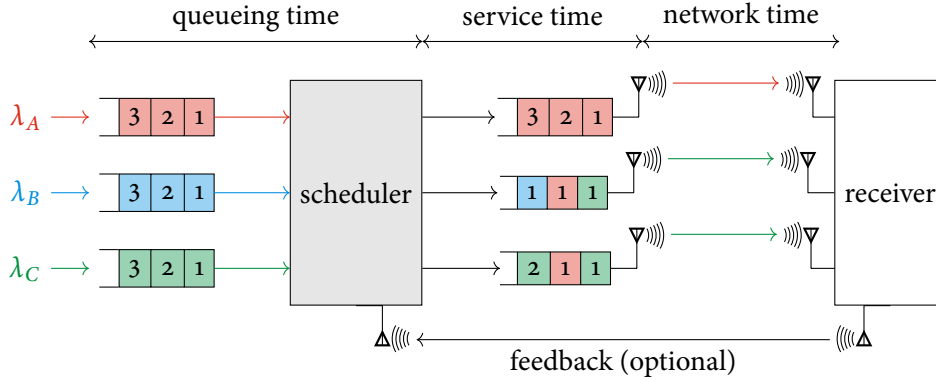 queueing time service time network time
λA 3 2 1 3 2 1
λB 3 2 1 scheduler 1 1 1 receiver
λC 3 2 1 2 1 1
feedback (optional)